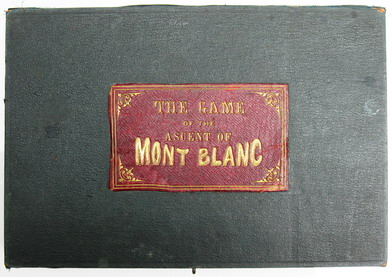 THE GAME
OF THE
ASCENT OF
MONT BLANC